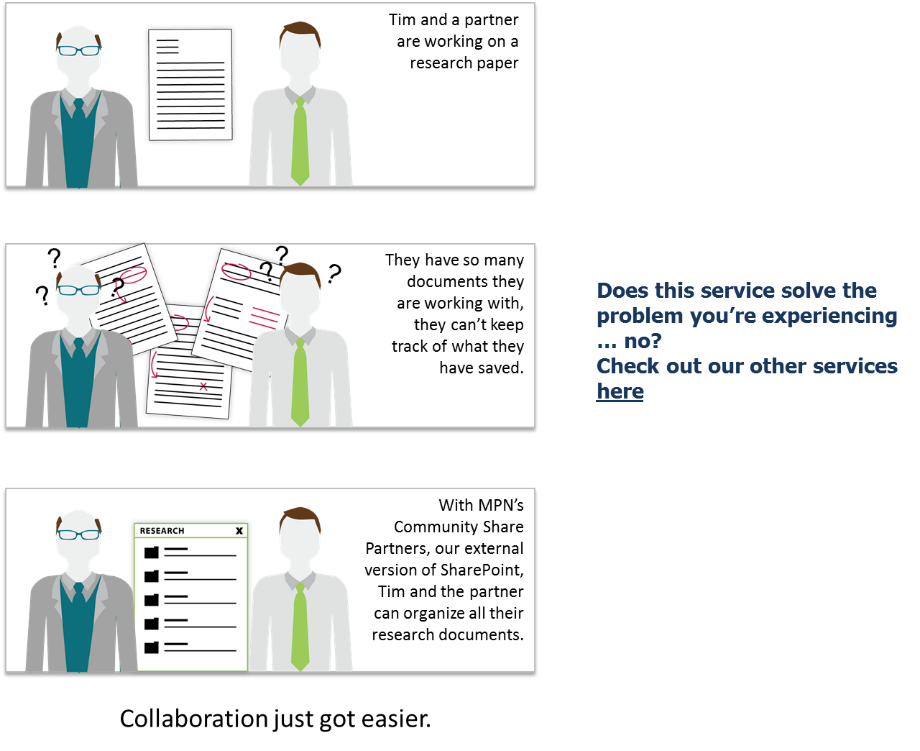 Tim and a partner
are working on a
research paper
? ? ? ? ? ?
They have so many
documents they
are working with,
they can’t keep
track of what they
have saved.
Does this service solve the
problem you’re experiencing
... no?
Check out our other services
here
RESEARCH X
With MPN’s
Community Share
Partners, our external
version of SharePoint,
Tim and the partner
can organize all their
research documents.
Collaboration just got easier.